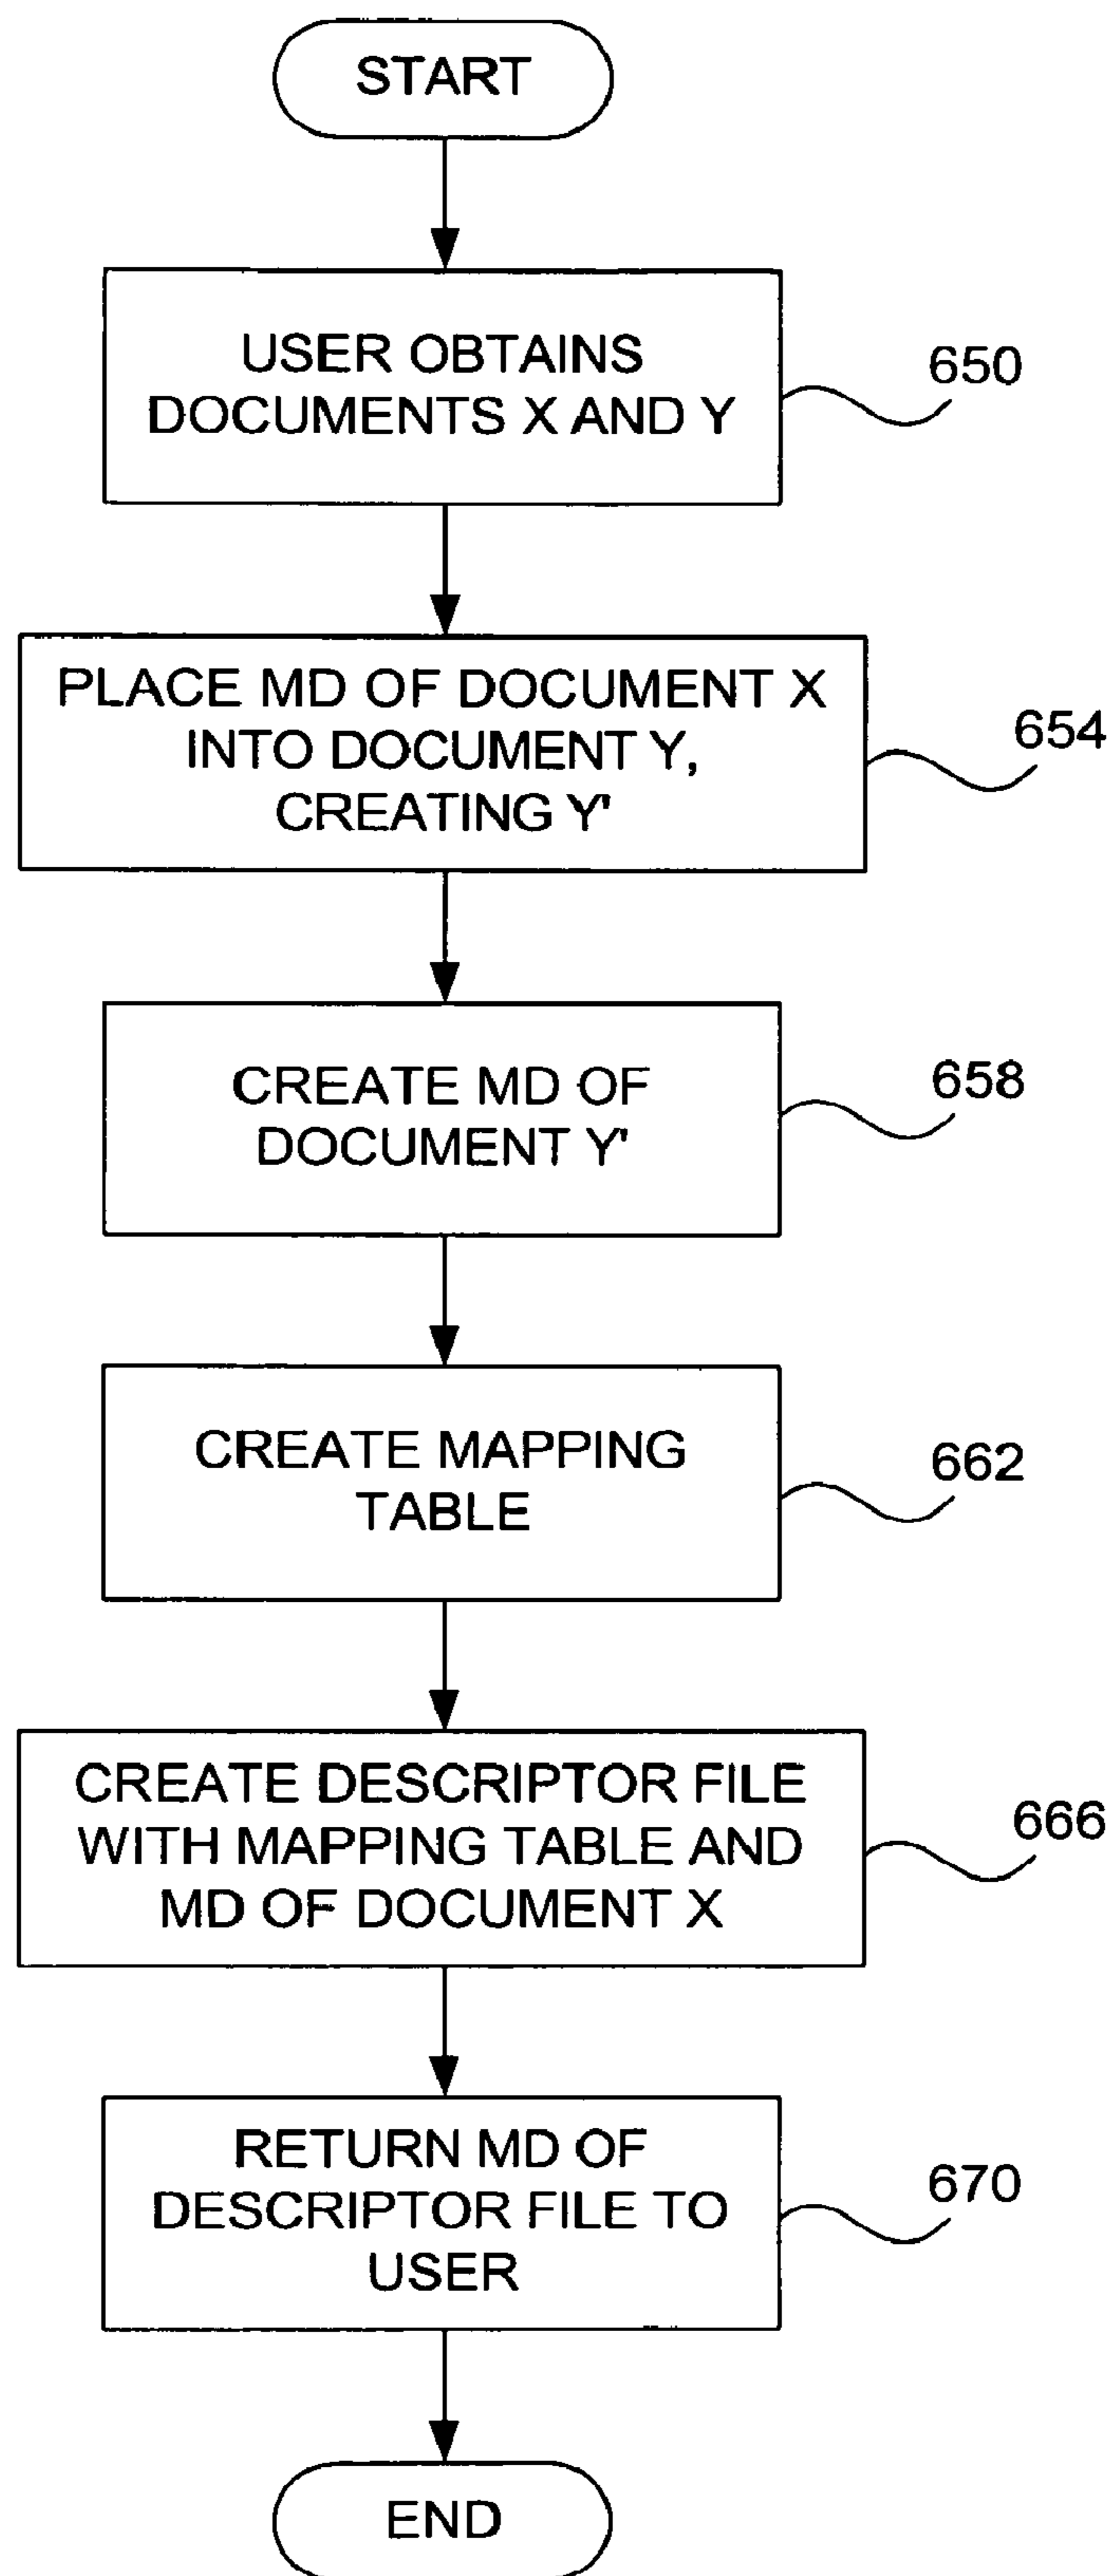 START
USER OBTAINS
DOCUMENTS X AND Y
650
PLACE MD OF DOCUMENT X
INTO DOCUMENT Y,
CREATING Y'
654
CREATE MD OF
DOCUMENT Y'
658
CREATE MAPPING
TABLE
662
CREATE DESCRIPTOR FILE
WITH MAPPING TABLE AND
MD OF DOCUMENT X
666
RETURN MD OF
DESCRIPTOR FILE TO
USER
670
END